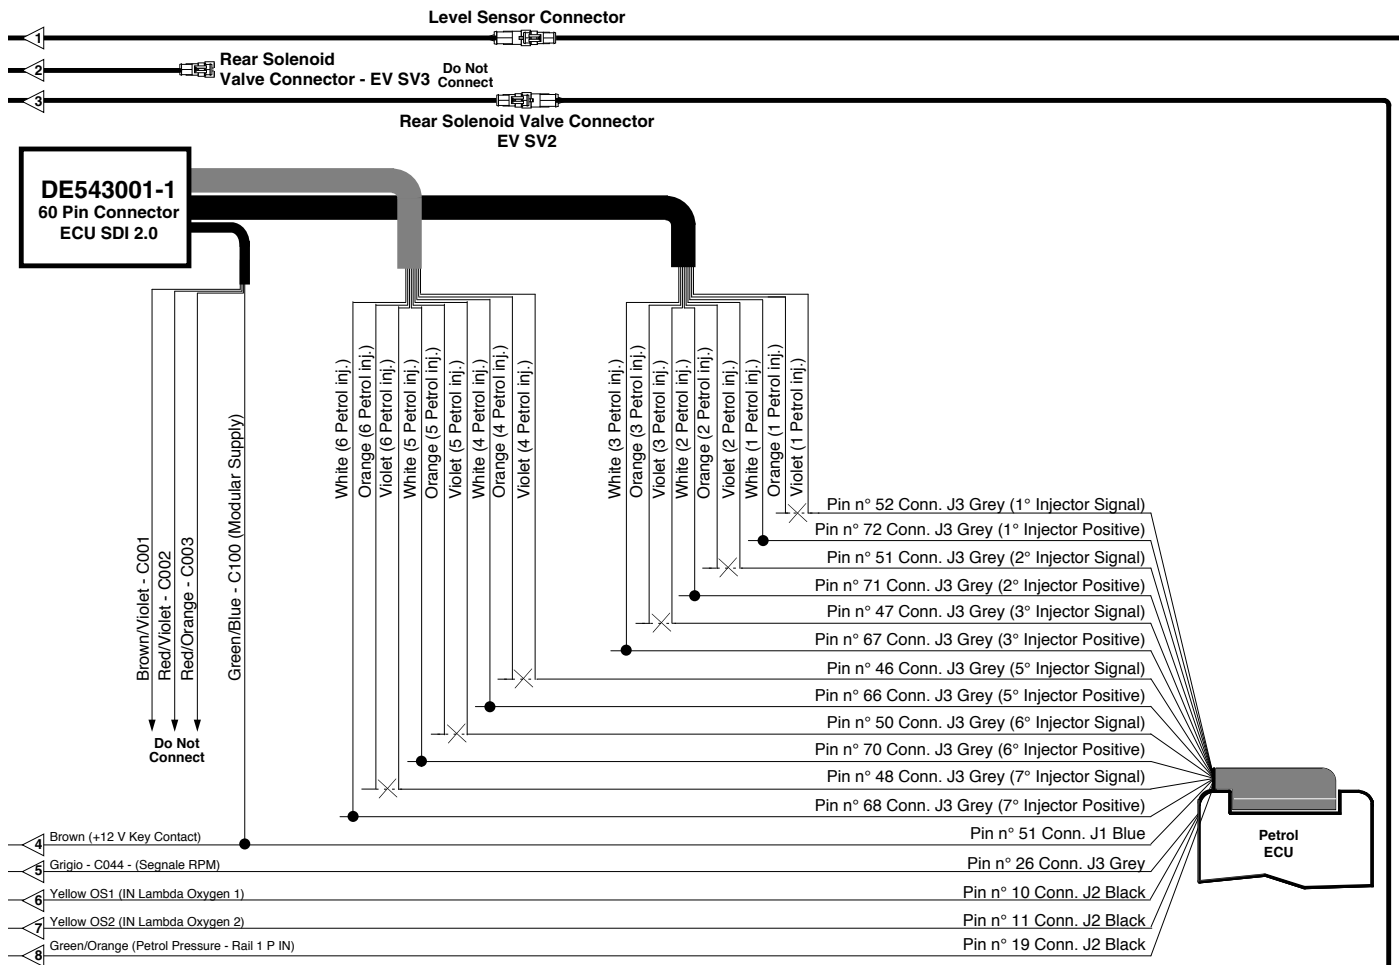 Level Sensor Connector
1
Rear Solenoid
Valve Connector - EV SV3
Do Not
Connect
2
3
Rear Solenoid Valve Connector
EV SV2
DE543001-1
60 Pin Connector
ECU SDI 2.0
White (6 Petrol inj.)
Orange (6 Petrol inj.)
Violet (6 Petrol inj.)
White (5 Petrol inj.)
Orange (5 Petrol inj.)
Violet (5 Petrol inj.)
White (4 Petrol inj.)
Orange (4 Petrol inj.)
Violet (4 Petrol inj.)
White (3 Petrol inj.)
Orange (3 Petrol inj.)
Violet (3 Petrol inj.)
White (2 Petrol inj.)
Orange (2 Petrol inj.)
Violet (2 Petrol inj.)
White (1 Petrol inj.)
Orange (1 Petrol inj.)
Violet (1 Petrol inj.)
Brown/Violet - C001
Red/Violet - C002
Red/Orange - C003
Green/Blue - C100 (Modular Supply)
Do Not
Connect
Pin n° 52 Conn. J3 Grey (1° Injector Signal)
Pin n° 72 Conn. J3 Grey (1° Injector Positive)
Pin n° 51 Conn. J3 Grey (2° Injector Signal)
Pin n° 71 Conn. J3 Grey (2° Injector Positive)
Pin n° 47 Conn. J3 Grey (3° Injector Signal)
Pin n° 67 Conn. J3 Grey (3° Injector Positive)
Pin n° 46 Conn. J3 Grey (5° Injector Signal)
Pin n° 66 Conn. J3 Grey (5° Injector Positive)
Pin n° 50 Conn. J3 Grey (6° Injector Signal)
Pin n° 70 Conn. J3 Grey (6° Injector Positive)
Pin n° 48 Conn. J3 Grey (7° Injector Signal)
Pin n° 68 Conn. J3 Grey (7° Injector Positive)
4 Brown (+12 V Key Contact)
Pin n° 51 Conn. J1 Blue
5 Grigio - C044 - (Segnale RPM)
Pin n° 26 Conn. J3 Grey
6 Yellow OS1 (IN Lambda Oxygen 1)
Pin n° 10 Conn. J2 Black
7 Yellow OS2 (IN Lambda Oxygen 2)
Pin n° 11 Conn. J2 Black
8 Green/Orange (Petrol Pressure - Rail 1 P IN)
Pin n° 19 Conn. J2 Black
Petrol
ECU